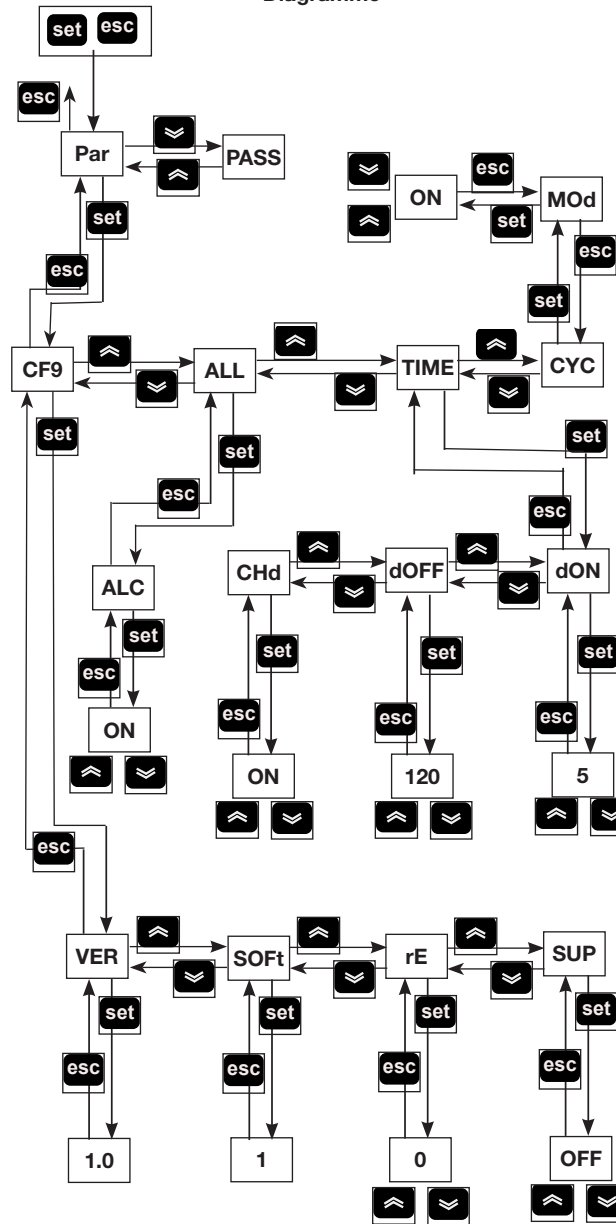 Diagramme
set esc
esc
Par PASS
set
esc
ON esc MOd
set
esc
set
CF9 ALL TIME CYC
set set set
esc esc
ALC CHd dOFF dON
set set set set
esc esc esc esc
ON ON 120 5
esc
VER SOFt rE SUP
set set set set
esc esc esc esc
1.0 1 0 OFF